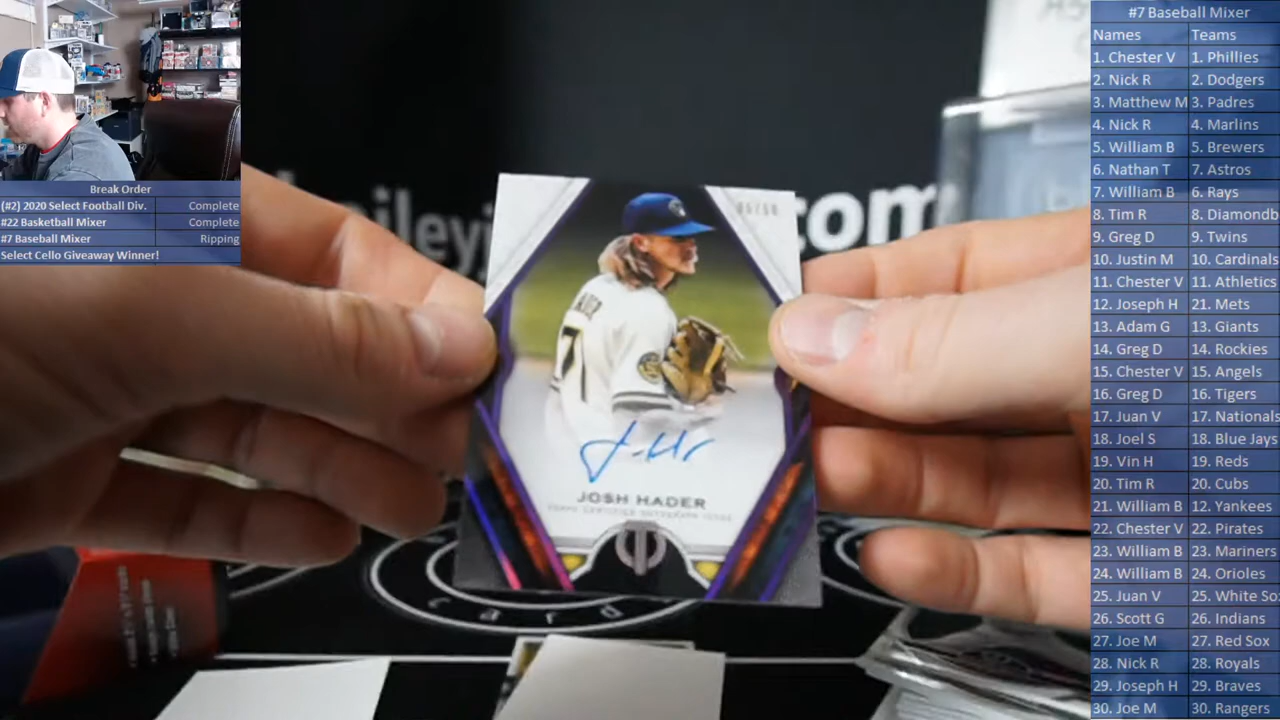 Break Order
(#2) 2020 Select Football Div. Complete
#22 Basketball Mixer Complete
#7 Baseball Mixer Ripping
Select Cello Giveaway Winner!
com
JOSH HADER
TOPPS CERTIFIED AUTOGRAPH ISSUE
card
#7 Baseball Mixer
Names Teams
1. Chester V 1. Phillies
2. Nick R 2. Dodgers
3. Matthew M 3. Padres
4. Nick R 4. Marlins
5. William B 5. Brewers
6. Nathan T 7. Astros
7. William B 6. Rays
8. Tim R 8. Diamondb
9. Greg D 9. Twins
10. Justin M 10. Cardinals
11. Chester V 11. Athletics
12. Joseph H 21. Mets
13. Adam G 13. Giants
14. Greg D 14. Rockies
15. Chester V 15. Angels
16. Greg D 16. Tigers
17. Juan V 17. Nationals
18. Joel S 18. Blue Jays
19. Vin H 19. Reds
20. Tim R 20. Cubs
21. William B 12. Yankees
22. Chester V 22. Pirates
23. William B 23. Mariners
24. William B 24. Orioles
25. Juan V 25. White So
26. Scott G 26. Indians
27. Joe M 27. Red Sox
28. Nick R 28. Royals
29. Joseph H 29. Braves
30. Joe M 30. Rangers